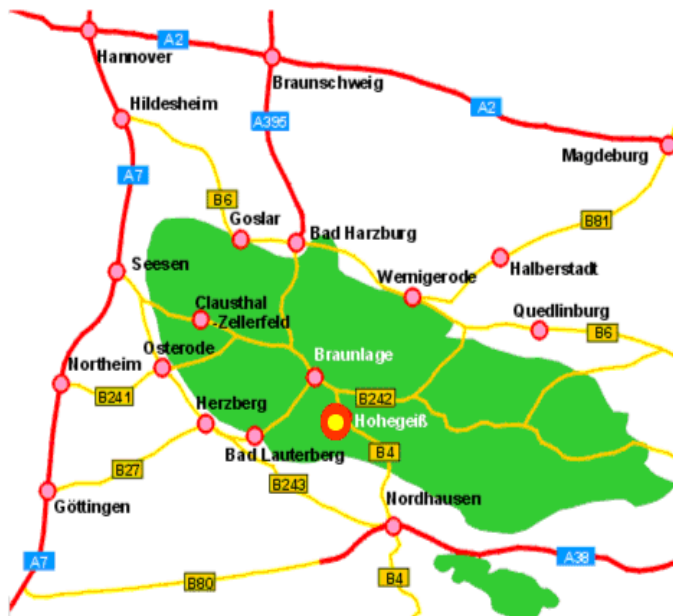 A2
Hannover
Braunschweig
Hildesheim
A395
A2
Magdeburg
A7
B6
Goslar
Bad Harzburg
B81
Seesen
Wernigerode
Halberstadt
Clausthal
-Zellerfeld
Quedlinburg
B6
Osterode
Braunlage
Northeim
B241
B242
Herzberg
Hohegeiß
Bad Lauterberg
B4
B27
B243
Göttingen
Nordhausen
A7
A38
B80
B4